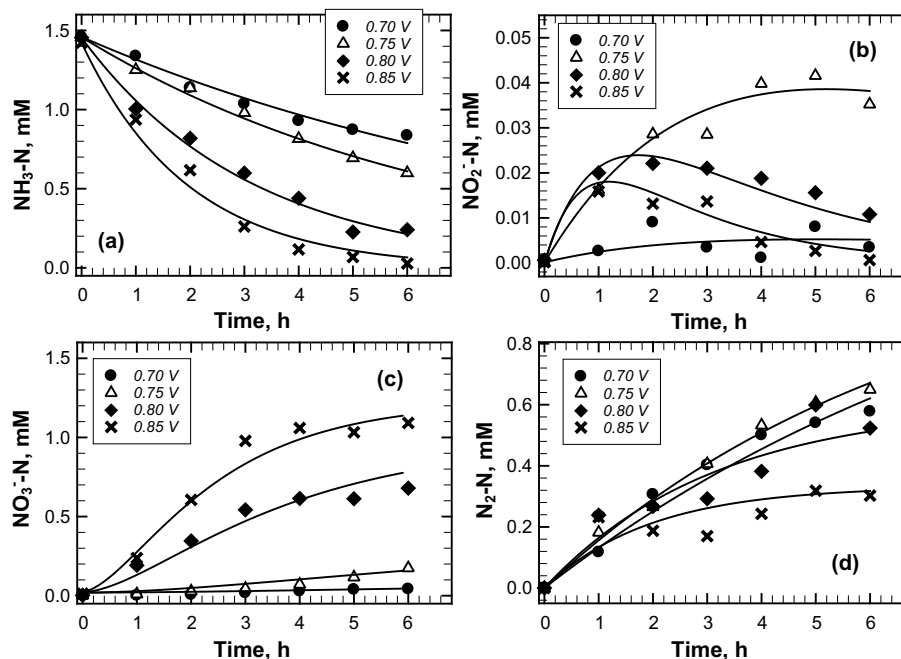 1.5
1.0
0.5
0.0
NH₃-N, mM
0.70 V
0.75 V
0.80 V
0.85 V
(a)
0 1 2 3 4 5 6
Time, h
0.05
0.04
0.03
0.02
0.01
0.00
NO₂⁻-N, mM
(b)
0.70 V
0.75 V
0.80 V
0.85 V
0 1 2 3 4 5 6
Time, h
1.5
1.0
0.5
0.0
NO₃⁻-N, mM
0.70 V
0.75 V
0.80 V
0.85 V
(c)
0 1 2 3 4 5 6
Time, h
0.8
0.6
0.4
0.2
0.0
N₂-N, mM
0.70 V
0.75 V
0.80 V
0.85 V
(d)
0 1 2 3 4 5 6
Time, h